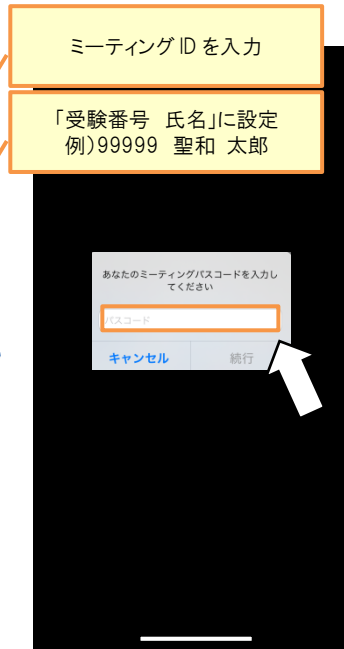 ミーティング ID を入力
「受験番号 氏名」に設定
例)99999 聖和 太郎
あなたのミーティングパスコードを入力し
てください
パスコード
キャンセル 続行